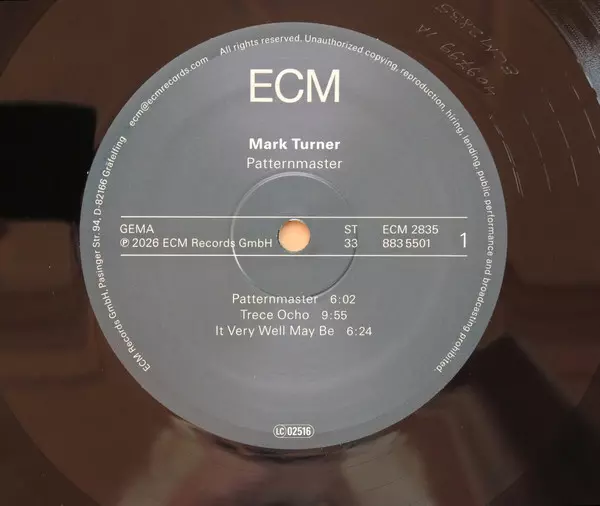 ECM
Mark Turner
Patternmaster
GEMA ST ECM 2835
℗ 2026 ECM Records GmbH 33 883 5501 1
Patternmaster 6:02
Trece Ocho 9:55
It Very Well May Be 6:24
LC 02516
ECM Records GmbH, Pasinger Str. 94, D-82166 Gräfelfing ecm@ecmrecords.com All rights reserved. Unauthorized copying, reproduction, hiring, lending, public performance and broadcasting prohibited.